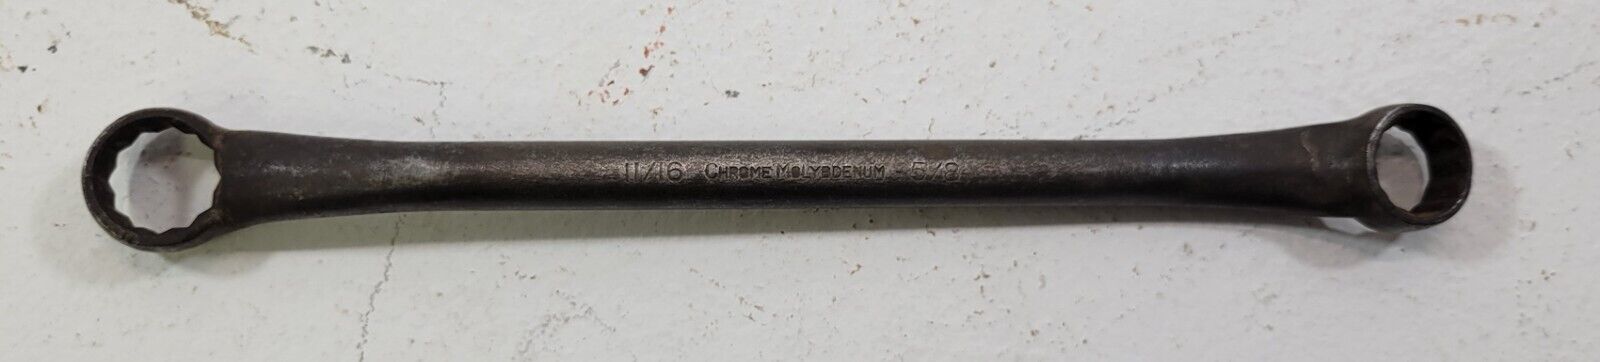 11/16 CHROME MOLYBDENUM - 5/8